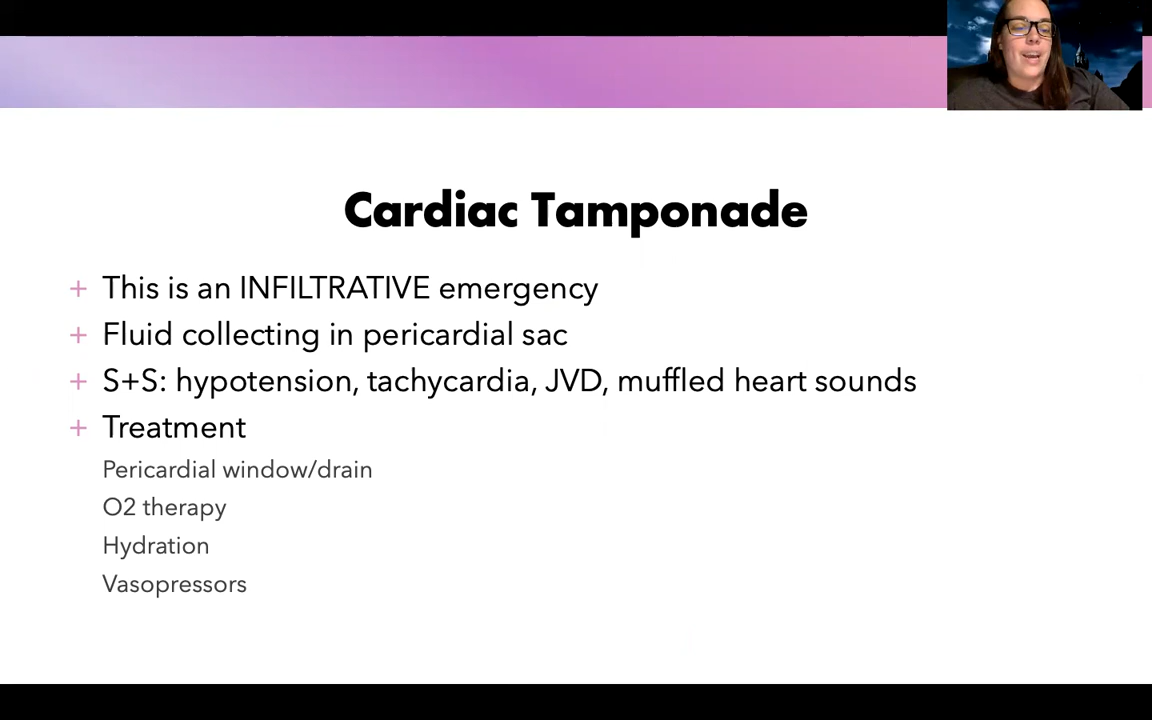 Cardiac Tamponade
+ This is an INFILTRATIVE emergency
+ Fluid collecting in pericardial sac
+ S+S: hypotension, tachycardia, JVD, muffled heart sounds
+ Treatment
Pericardial window/drain
O2 therapy
Hydration
Vasopressors